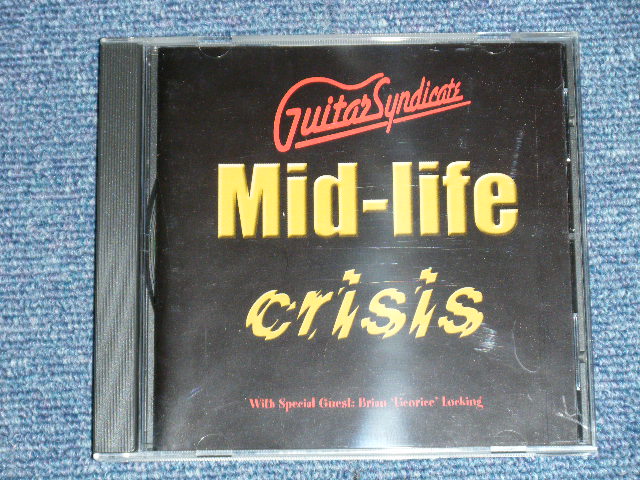 Guitar Syndicate
Mid-life
crisis
With Special Guest: Brian 'Licorice' Locking